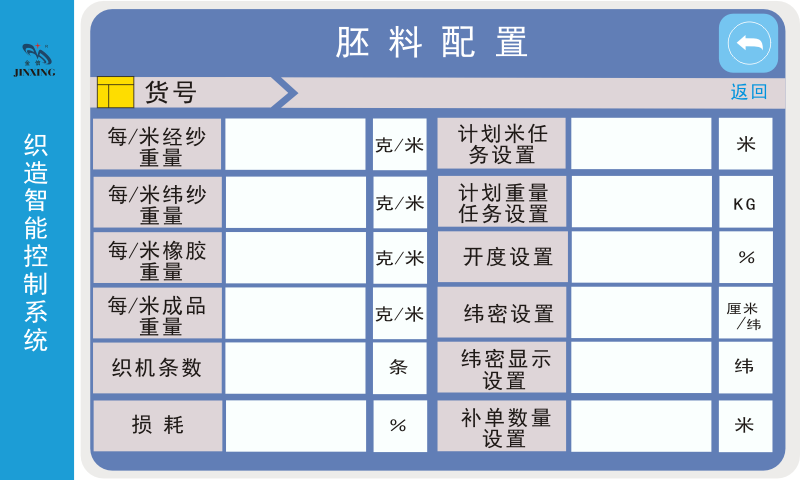 胚料配置
返回
货号
金鑫
JINXING
织造智能控制系统
每/米经纱
重量
克/米
计划米任
务设置
米
每/米纬纱
重量
克/米
计划重量
任务设置
KG
每/米橡胶
重量
克/米
开度设置
%
每/米成品
重量
克/米
纬密设置
厘米
/纬
织机条数
条
纬密显示
设置
纬
损耗
%
补单数量
设置
米